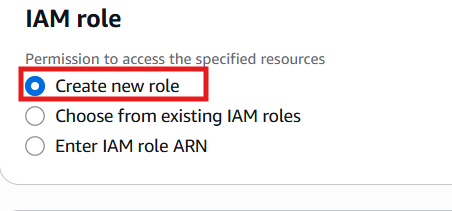 IAM role
Permission to access the specified resources
Create new role
Choose from existing IAM roles
Enter IAM role ARN